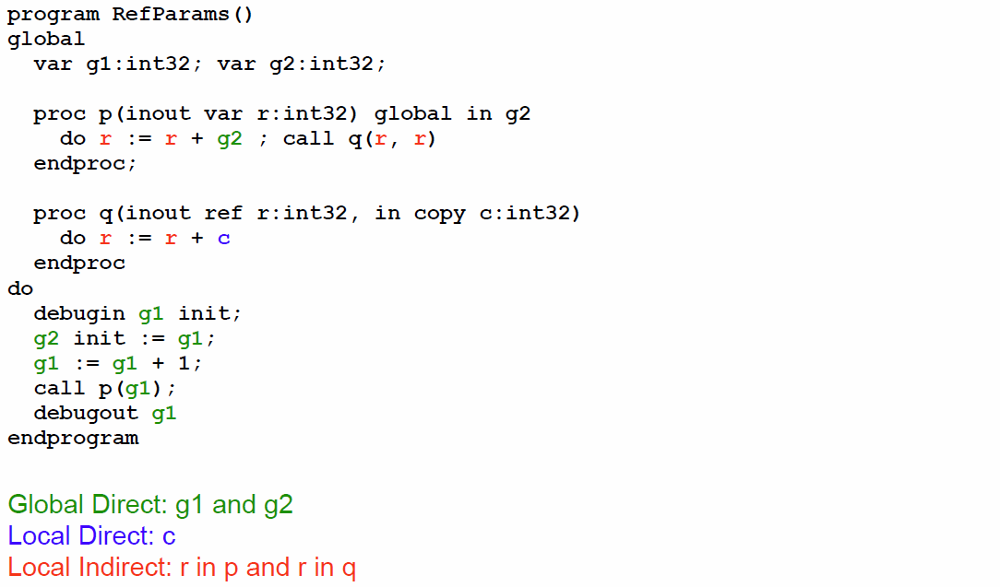 program RefParams()
global
  var g1:int32; var g2:int32;

  proc p(inout var r:int32) global in g2
    do r := r + g2 ; call q(r, r)
  endproc;

  proc q(inout ref r:int32, in copy c:int32)
    do r := r + c
  endproc
do
  debugin g1 init;
  g2 init := g1;
  g1 := g1 + 1;
  call p(g1);
  debugout g1
endprogram

Global Direct: g1 and g2
Local Direct: c
Local Indirect: r in p and r in q